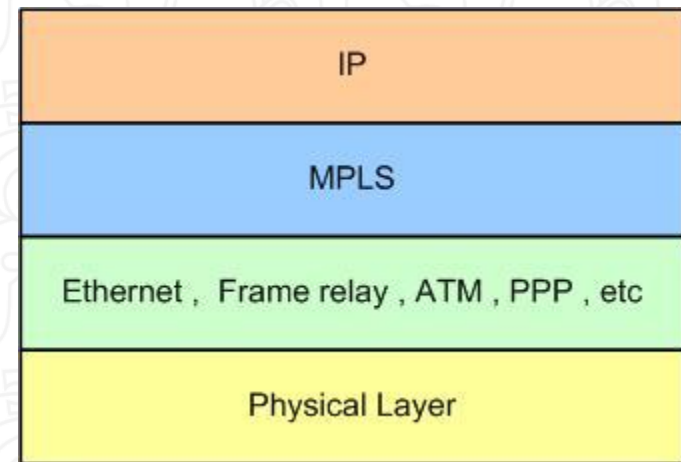 IP
MPLS
Ethernet , Frame relay , ATM , PPP , etc
Physical Layer